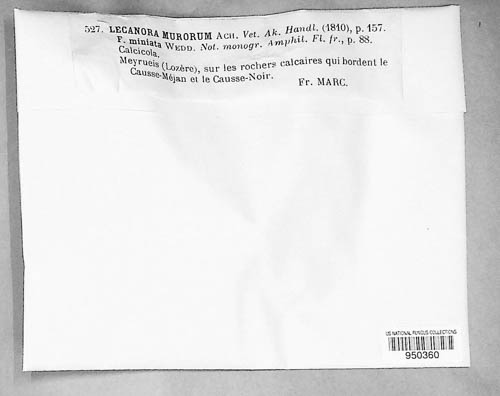 527. LECANORA MURORUM ACH. Vet. Ak. Handl. (1810), p. 157.
F. miniata WEDD. Not. monogr. Amphil. Fl. fr., p. 88.
Calcicola.
Meyrueis (Lozère), sur les rochers calcaires qui bordent le
Causse-Méjan et le Causse-Noir.
Fr. MARC.
US NATIONAL FUNGUS COLLECTIONS
950360